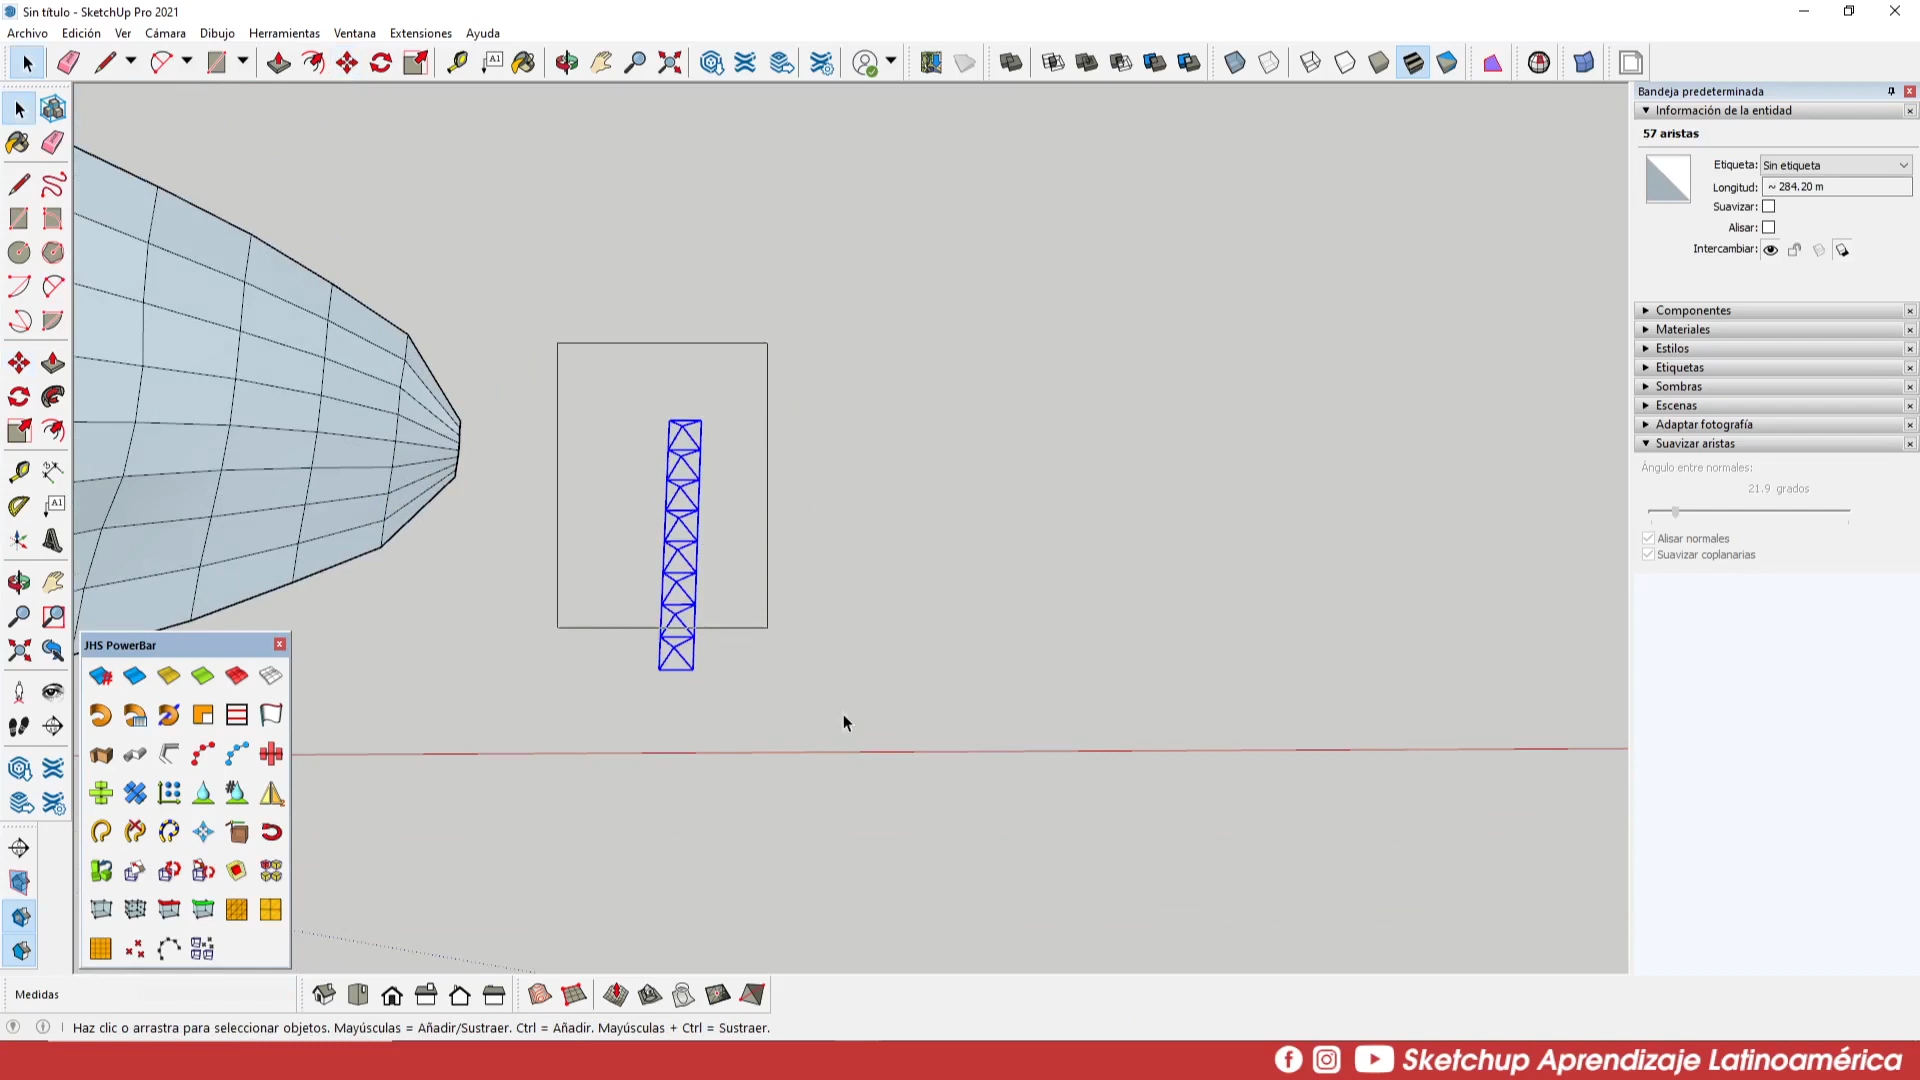 Sin título - SketchUp Pro 2021
Archivo Edición Ver Cámara Dibujo Herramientas Ventana Extensiones Ayuda
Bandeja predeterminada
Información de la entidad
57 aristas
Etiqueta: Sin etiqueta
Longitud: ~ 284.20 m
Suavizar:
Alisar:
Intercambiar:
Componentes
Materiales
Estilos
Etiquetas
Sombras
Escenas
Adaptar fotografía
Suavizar aristas
Ángulo entre normales:
21.9 grados
Alisar normales
Suavizar coplanarias
JHS PowerBar
Medidas
Haz clic o arrastra para seleccionar objetos. Mayúsculas = Añadir/Sustraer. Ctrl = Añadir. Mayúsculas + Ctrl = Sustraer.
Sketchup Aprendizaje Latinoamérica